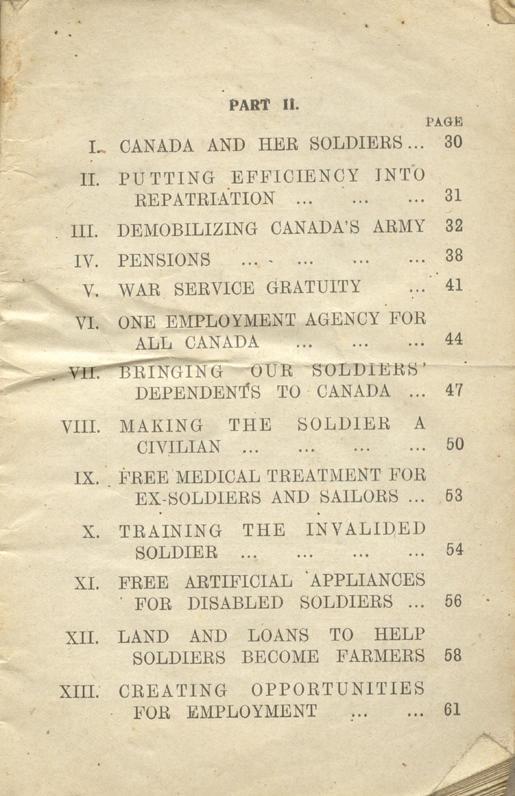 PART II.
PAGE
I. CANADA AND HER SOLDIERS... 30
II. PUTTING EFFICIENCY INTO
REPATRIATION ... ... ... 31
III. DEMOBILIZING CANADA'S ARMY 32
IV. PENSIONS ... ... ... ... 38
V. WAR SERVICE GRATUITY ... 41
VI. ONE EMPLOYMENT AGENCY FOR
ALL CANADA ... ... ... 44
VII. BRINGING OUR SOLDIERS'
DEPENDENTS TO CANADA ... 47
VIII. MAKING THE SOLDIER A
CIVILIAN ... ... ... ... 50
IX. FREE MEDICAL TREATMENT FOR
EX-SOLDIERS AND SAILORS ... 53
X. TRAINING THE INVALIDED
SOLDIER ... ... ... ... 54
XI. FREE ARTIFICIAL APPLIANCES
FOR DISABLED SOLDIERS ... 56
XII. LAND AND LOANS TO HELP
SOLDIERS BECOME FARMERS 58
XIII. CREATING OPPORTUNITIES
FOR EMPLOYMENT ... ... 61